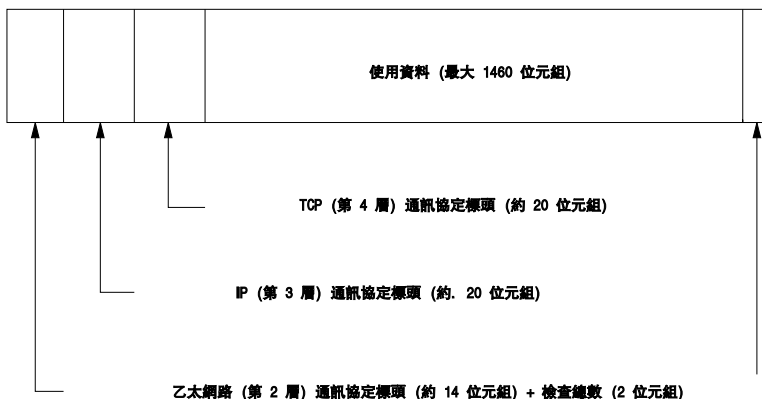 使用資料 (最大 1460 位元組)
TCP (第 4 層) 通訊協定標頭 (約 20 位元組)
IP (第 3 層) 通訊協定標頭 (約. 20 位元組)
乙太網路 (第 2 層) 通訊協定標頭 (約 14 位元組) + 檢查總數 (2 位元組)